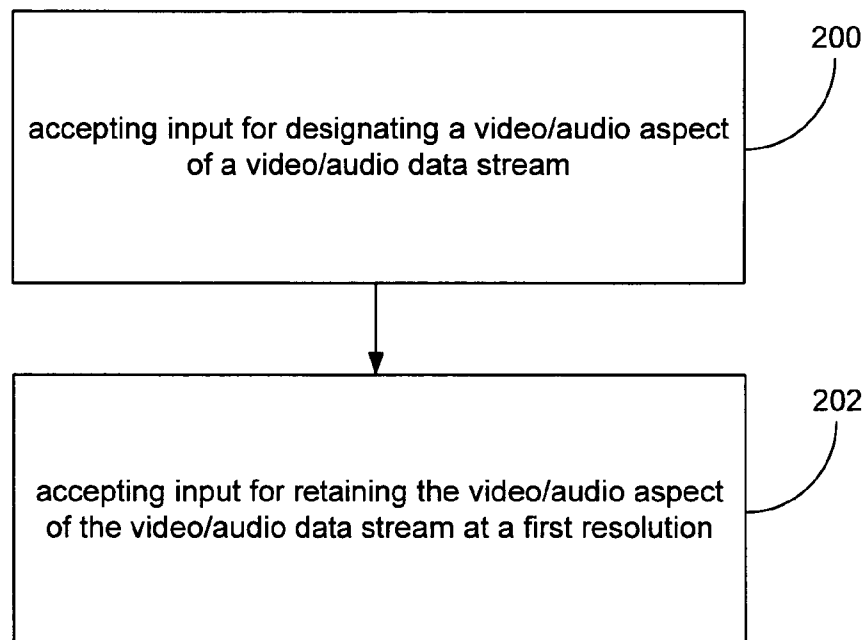 200
accepting input for designating a video/audio aspect
of a video/audio data stream
202
accepting input for retaining the video/audio aspect
of the video/audio data stream at a first resolution